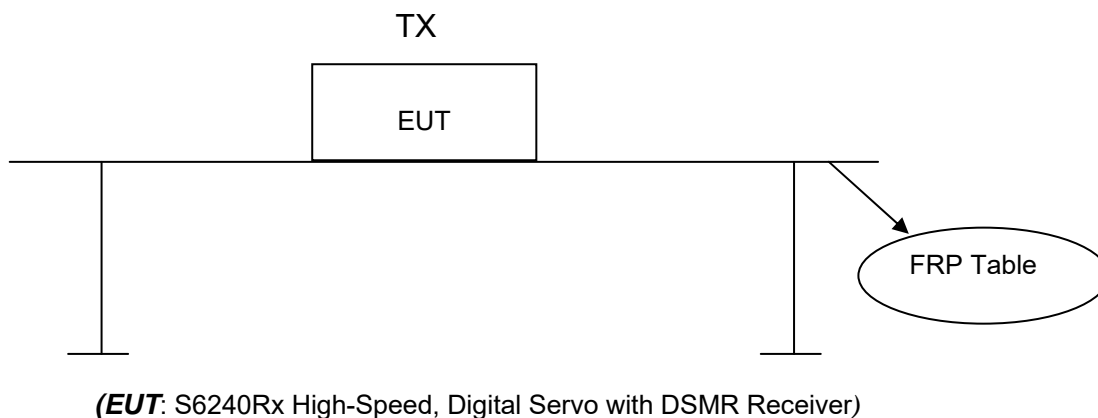 TX
EUT
FRP Table
(EUT: S6240Rx High-Speed, Digital Servo with DSMR Receiver)